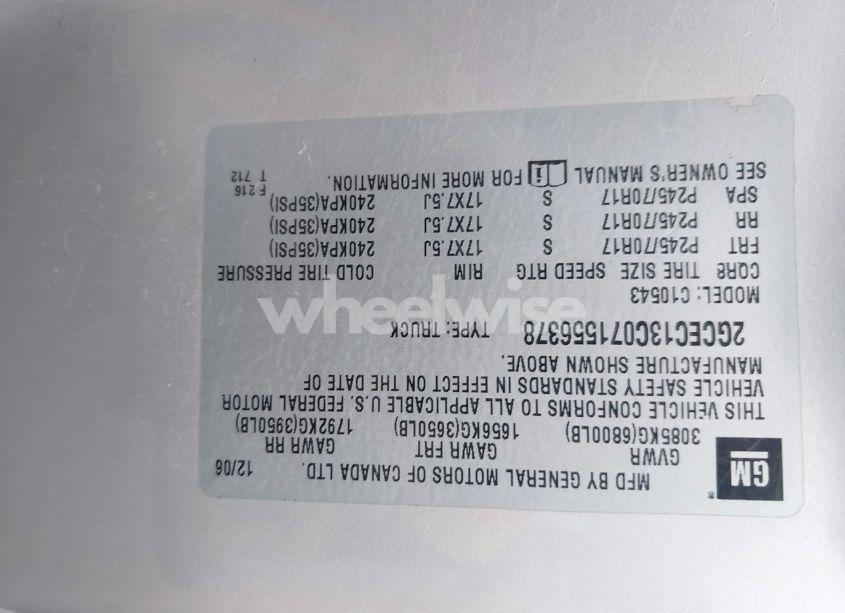 GM
MFD BY GENERAL MOTORS OF CANADA LTD. 12/06
GVWR GAWR FRT GAWR RR
3085KG(6800LB) 1656KG(3650LB) 1792KG(3950LB)
THIS VEHICLE CONFORMS TO ALL APPLICABLE U.S. FEDERAL MOTOR
VEHICLE SAFETY STANDARDS IN EFFECT ON THE DATE OF
MANUFACTURE SHOWN ABOVE.
2GCEC13C071556378 TYPE: TRUCK
MODEL: C10543
CQR8 TIRE SIZE SPEED RTG RIM COLD TIRE PRESSURE
FRT P245/70R17 S 17X7.5J 240KPA(35PSI)
RR P245/70R17 S 17X7.5J 240KPA(35PSI)
SPA P245/70R17 S 17X7.5J 240KPA(35PSI)
SEE OWNER'S MANUAL i FOR MORE INFORMATION.
F 216
T 712
wheelwise